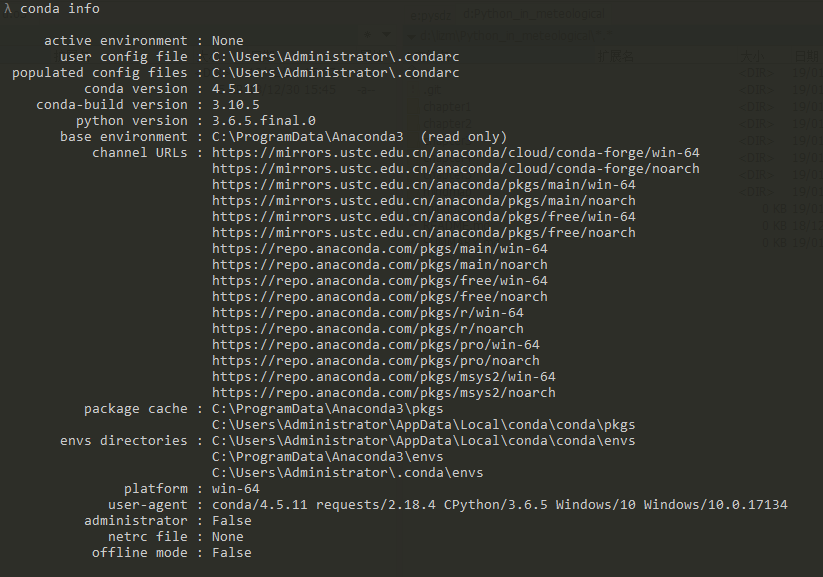 λ conda info
active environment : None
user config file : C:\Users\Administrator\.condarc
populated config files : C:\Users\Administrator\.condarc
conda version : 4.5.11
conda-build version : 3.10.5
python version : 3.6.5.final.0
base environment : C:\ProgramData\Anaconda3  (read only)
channel URLs : https://mirrors.ustc.edu.cn/anaconda/cloud/conda-forge/win-64
https://mirrors.ustc.edu.cn/anaconda/cloud/conda-forge/noarch
https://mirrors.ustc.edu.cn/anaconda/pkgs/main/win-64
https://mirrors.ustc.edu.cn/anaconda/pkgs/main/noarch
https://mirrors.ustc.edu.cn/anaconda/pkgs/free/win-64
https://mirrors.ustc.edu.cn/anaconda/pkgs/free/noarch
https://repo.anaconda.com/pkgs/main/win-64
https://repo.anaconda.com/pkgs/main/noarch
https://repo.anaconda.com/pkgs/free/win-64
https://repo.anaconda.com/pkgs/free/noarch
https://repo.anaconda.com/pkgs/r/win-64
https://repo.anaconda.com/pkgs/r/noarch
https://repo.anaconda.com/pkgs/pro/win-64
https://repo.anaconda.com/pkgs/pro/noarch
https://repo.anaconda.com/pkgs/msys2/win-64
https://repo.anaconda.com/pkgs/msys2/noarch
package cache : C:\ProgramData\Anaconda3\pkgs
C:\Users\Administrator\AppData\Local\conda\conda\pkgs
envs directories : C:\Users\Administrator\AppData\Local\conda\conda\envs
C:\ProgramData\Anaconda3\envs
C:\Users\Administrator\.conda\envs
platform : win-64
user-agent : conda/4.5.11 requests/2.18.4 CPython/3.6.5 Windows/10 Windows/10.0.17134
administrator : False
netrc file : None
offline mode : False